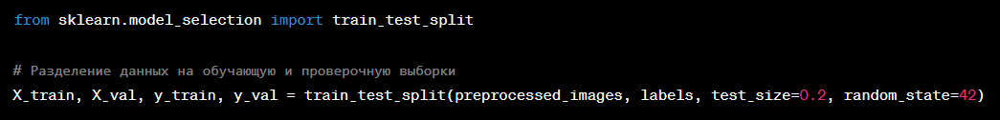 from sklearn.model_selection import train_test_split
# Разделение данных на обучающую и проверочную выборки
X_train, X_val, y_train, y_val = train_test_split(preprocessed_images, labels, test_size=0.2, random_state=42)